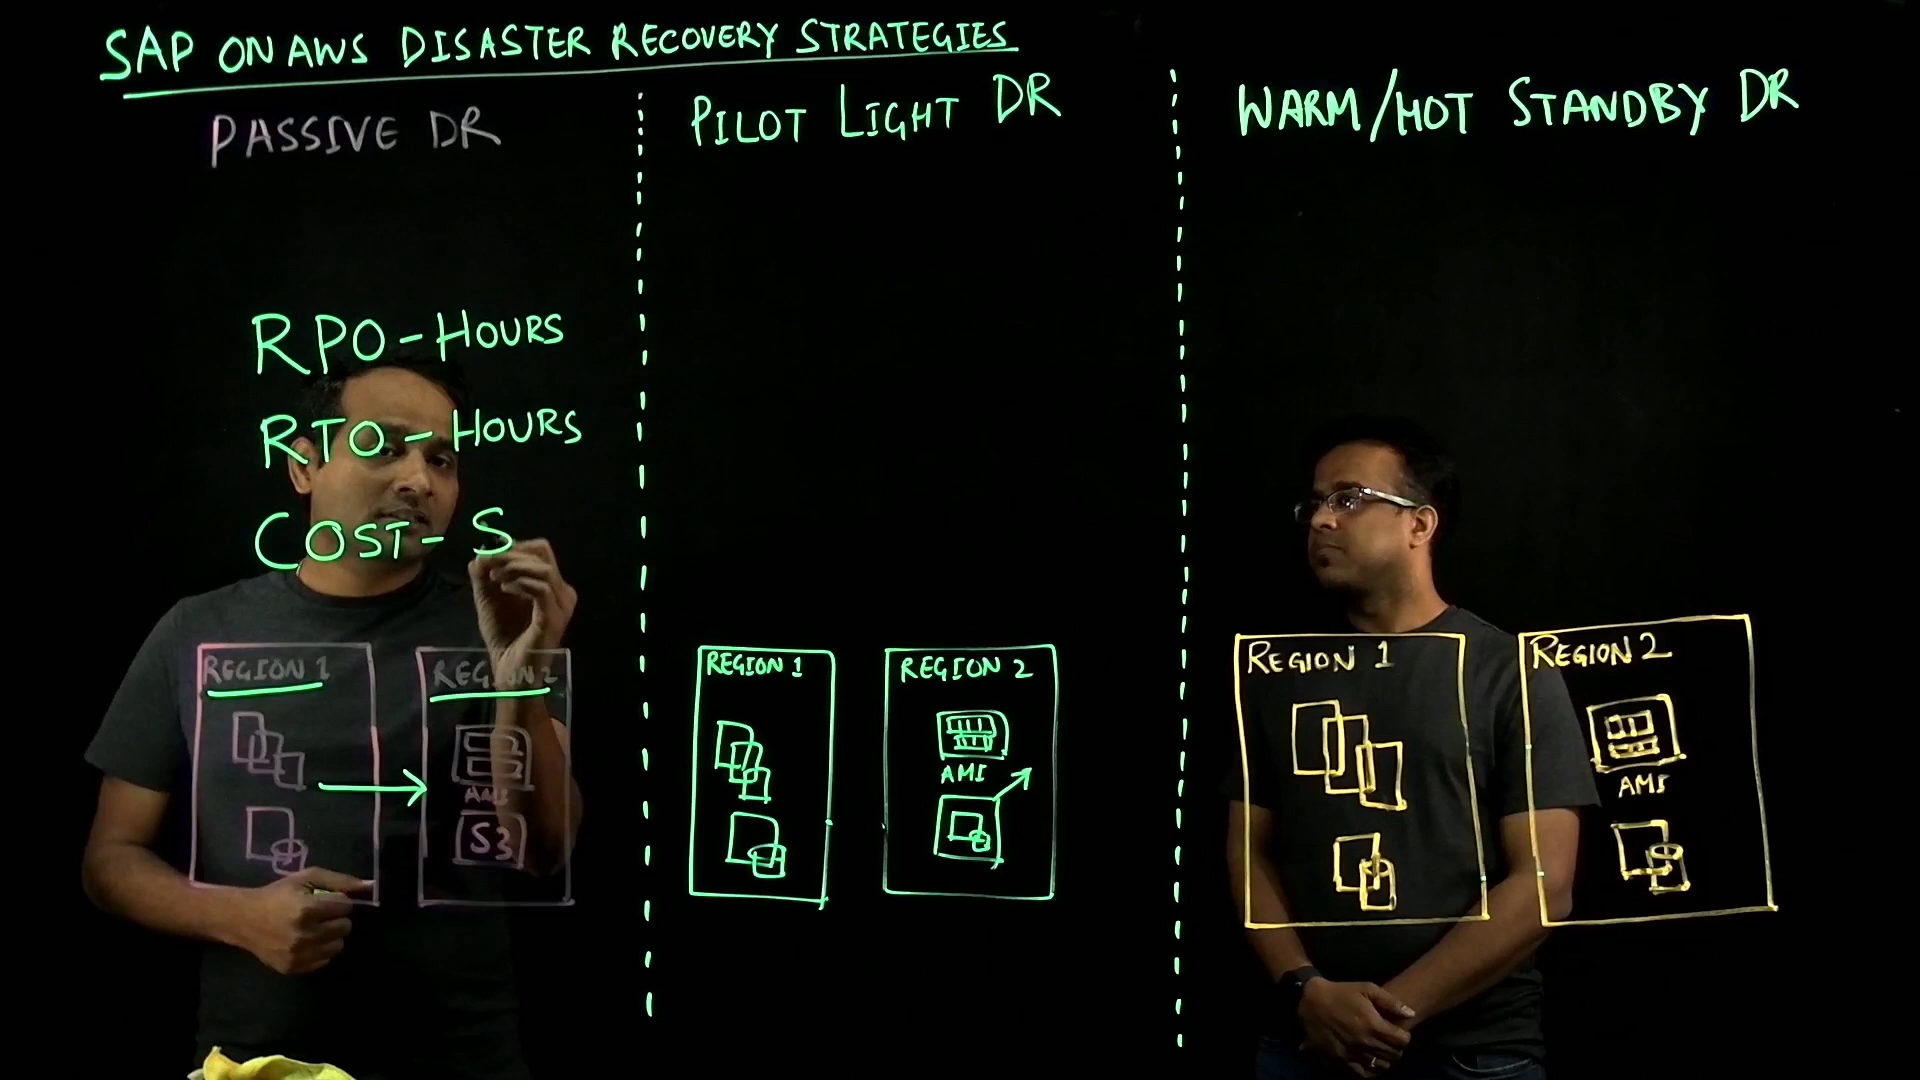 SAP ON AWS DISASTER RECOVERY STRATEGIES
PASSIVE DR
RPO - HOURS
RTO - HOURS
COST - S
REGION 1
REGION 2
AMI
S3
PILOT LIGHT DR
REGION 1
REGION 2
AMI
WARM/HOT STANDBY DR
REGION 1
REGION 2
AMI